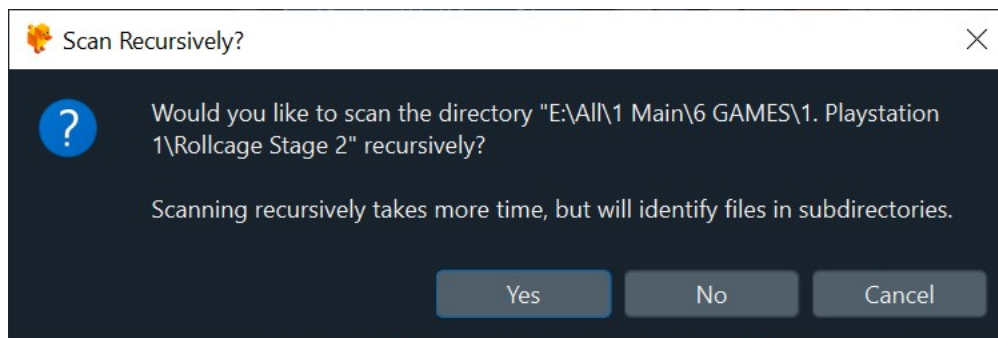 Scan Recursively?
Would you like to scan the directory "E:\All\1 Main\6 GAMES\1. Playstation
1\Rollcage Stage 2" recursively?
Scanning recursively takes more time, but will identify files in subdirectories.
Yes No Cancel